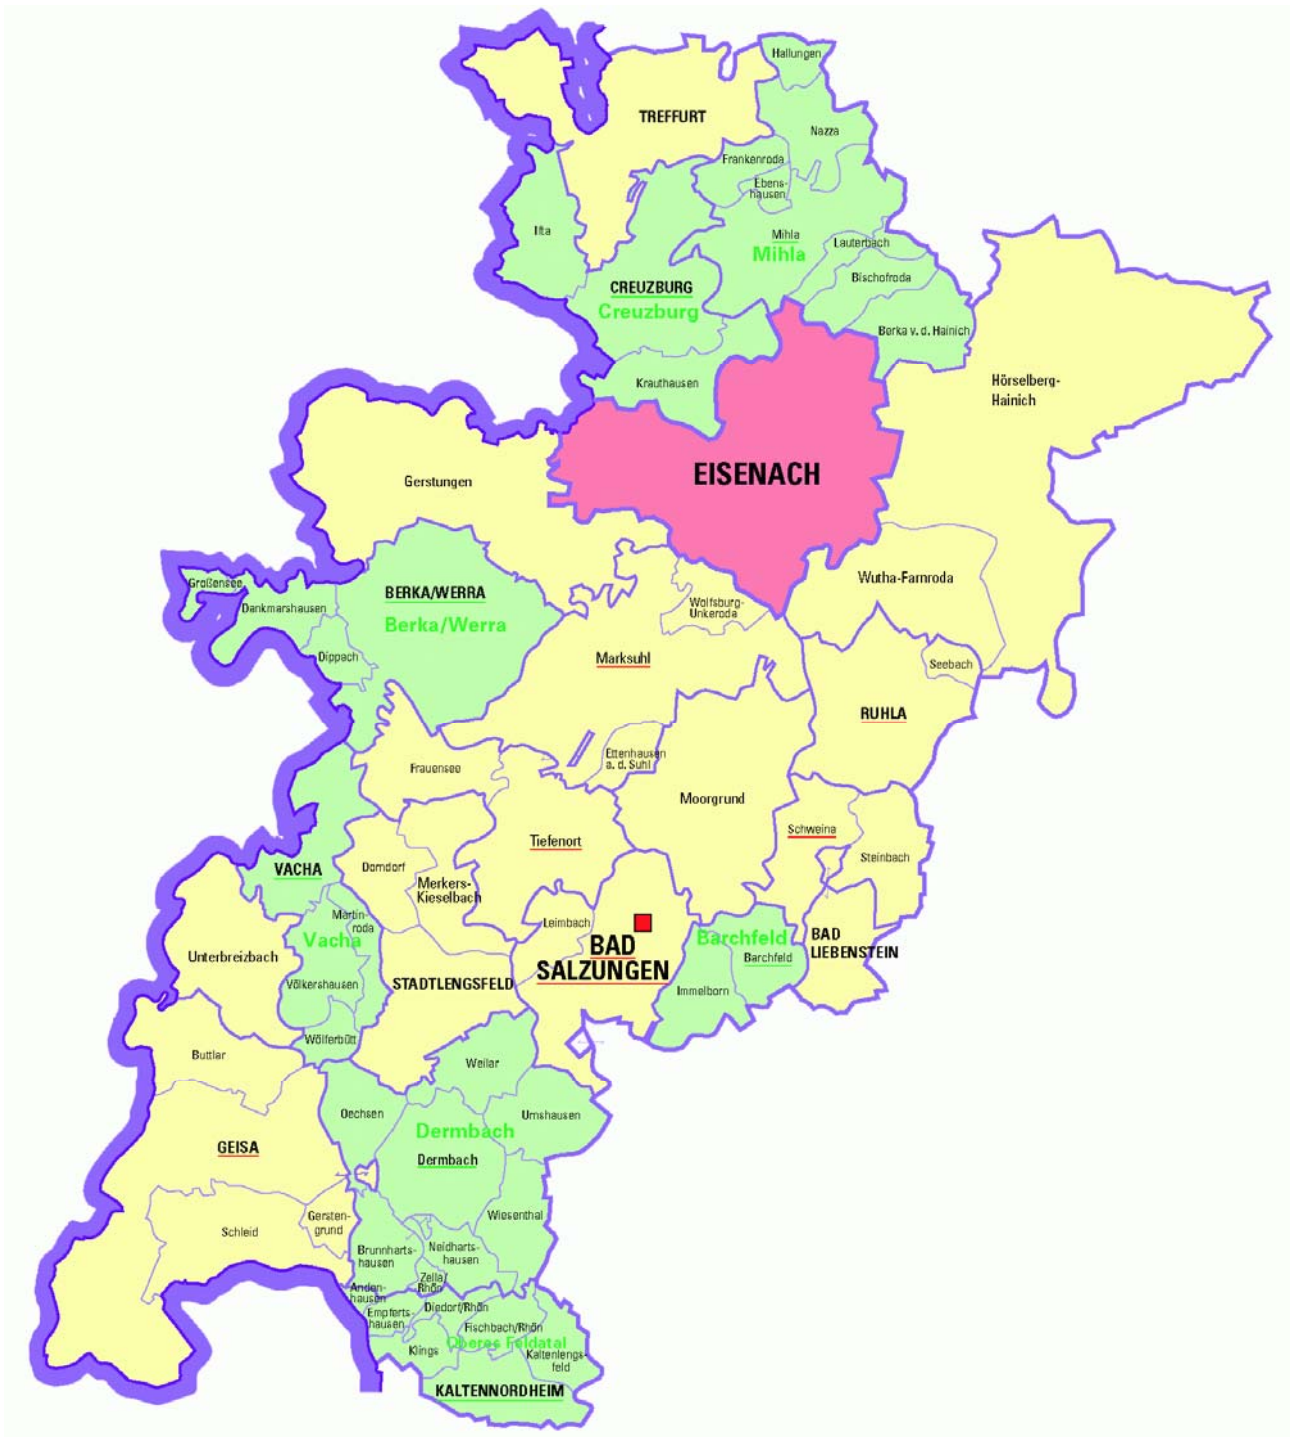 Hallungen
TREFFURT
Nazza
Frankenroda
Ebens-
hausen
Ifta
Mihla
Mihla
Lauterbach
Bischofroda
CREUZBURG
Creuzburg
Berka v. d. Hainich
Krauthausen
Hörselberg-
Hainich
EISENACH
Gerstungen
Großensee
Dankmarshausen
BERKA/WERRA
Berka/Werra
Dippach
Wutha-Farnroda
Wolfsburg-
Unkeroda
Marksuhl
Seebach
RUHLA
Ettenhausen
a. d. Suhl
Frauensee
Moorgrund
Schweina
Steinbach
Tiefenort
VACHA
Dorndorf
Merkers-
Kieselbach
Martin-
roda
Vacha
Leimbach
BAD
SALZUNGEN
Barchfeld
Barchfeld
BAD
LIEBENSTEIN
Unterbreizbach
Völkershausen
STADTLENGSFELD
Immelborn
Wölferbütt
Buttlar
Weilar
Oechsen
Urnshausen
Dermbach
Dermbach
GEISA
Wiesenthal
Gersten-
grund
Schleid
Brunnharts-
hausen
Neidharts-
hausen
Zella/
Rhön
Anden-
hausen
Empferts-
hausen
Diedorf/Rhön
Fischbach/Rhön
Oberes Feldatal
Klings
Kaltenlengs-
feld
KALTENNORDHEIM